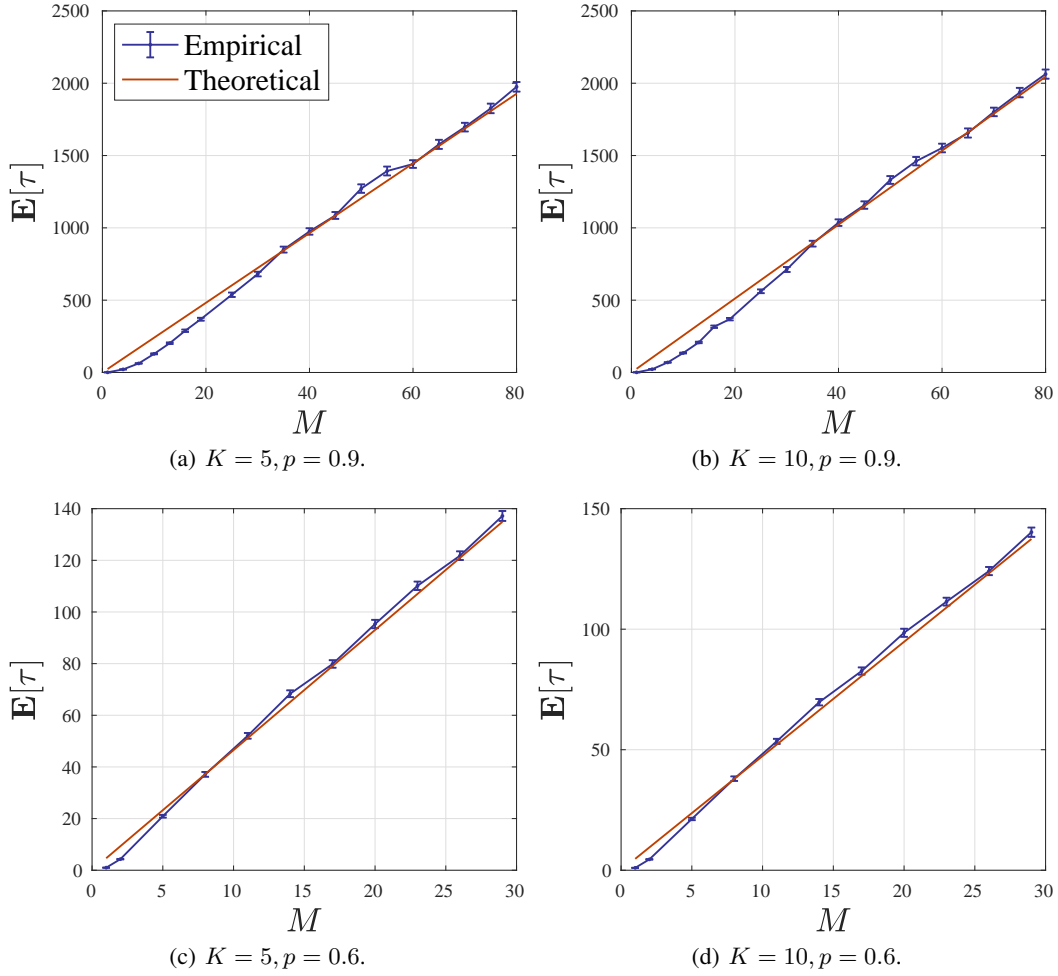 2500
2000
1500
1000
500
0
0 20 40 60 80
E[τ]
M
Empirical
Theoretical
(a) K = 5, p = 0.9.
2500
2000
1500
1000
500
0
0 20 40 60 80
E[τ]
M
(b) K = 10, p = 0.9.
140
120
100
80
60
40
20
0
0 5 10 15 20 25 30
E[τ]
M
(c) K = 5, p = 0.6.
150
100
50
0
0 5 10 15 20 25 30
E[τ]
M
(d) K = 10, p = 0.6.